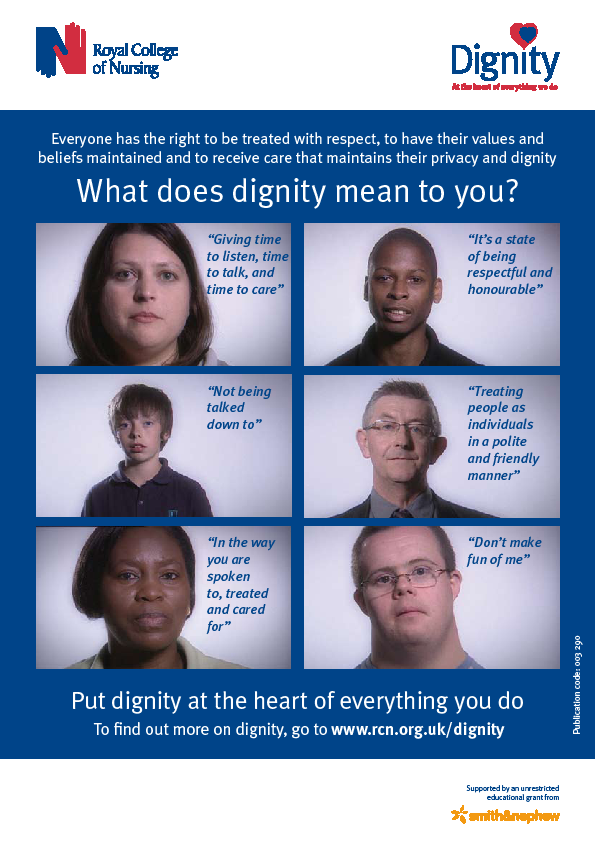 Royal College
of Nursing
Dignity
At the heart of everything we do
Everyone has the right to be treated with respect, to have their values and
beliefs maintained and to receive care that maintains their privacy and dignity
What does dignity mean to you?
“Giving time
to listen, time
to talk, and
time to care”
“It’s a state
of being
respectful and
honourable”
“Not being
talked
down to”
“Treating
people as
individuals
in a polite
and friendly
manner”
“In the way
you are
spoken
to, treated
and cared
for”
“Don’t make
fun of me”
Publication code: 003 290
Put dignity at the heart of everything you do
To find out more on dignity, go to www.rcn.org.uk/dignity
Supported by an unrestricted
educational grant from
smith&nephew